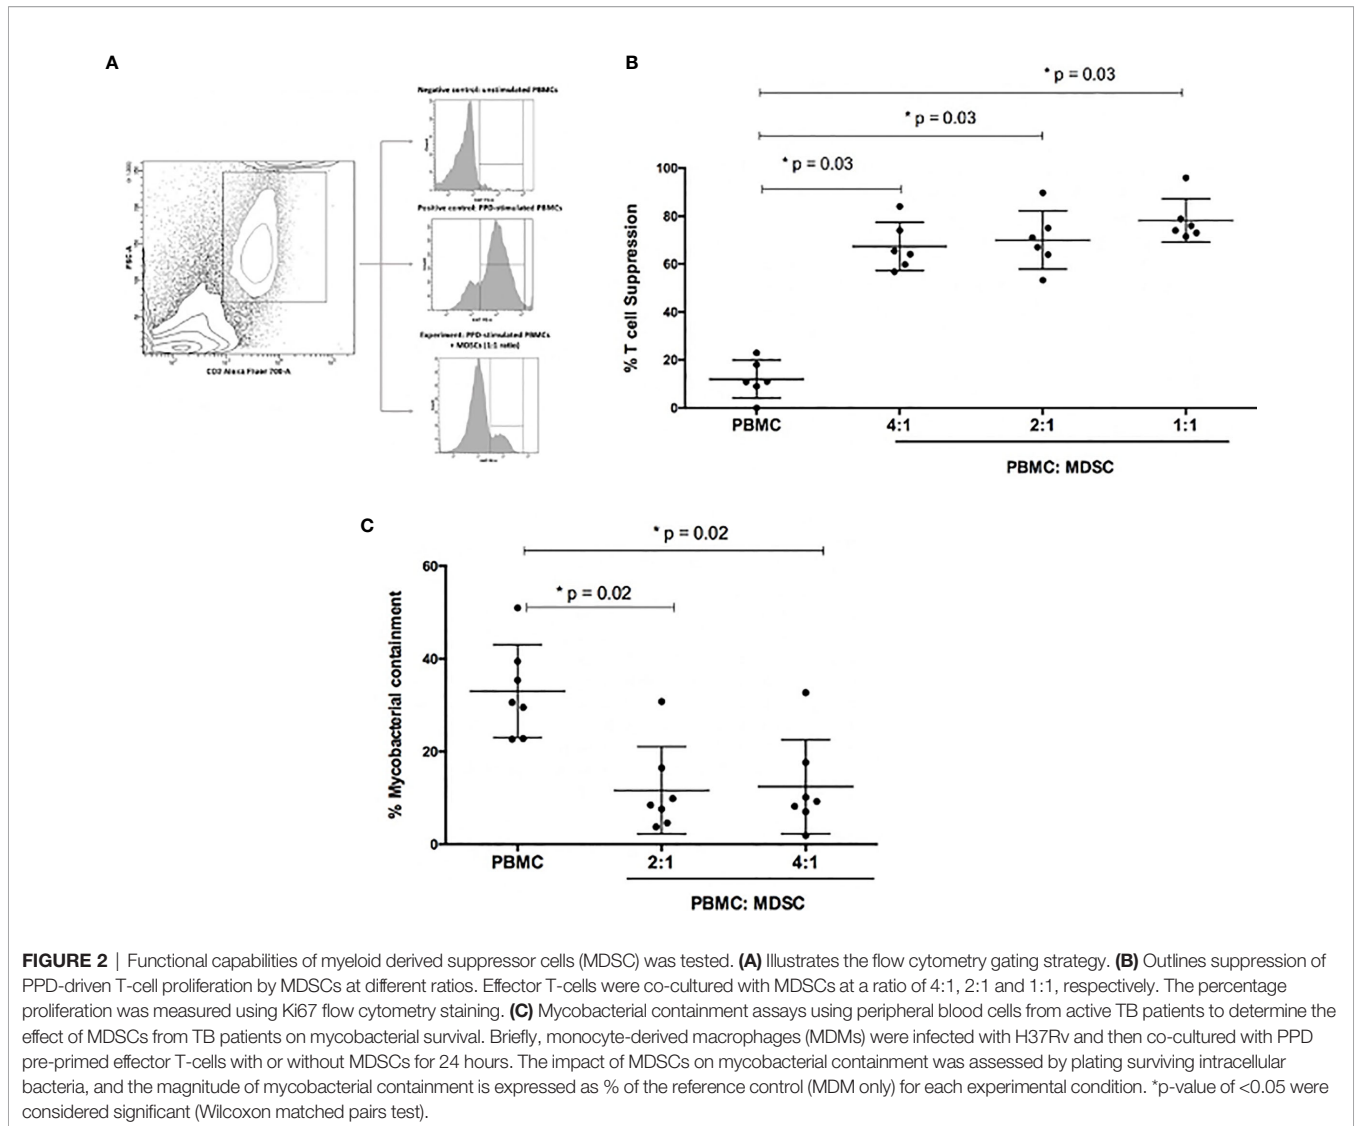 A
Negative control: unstimulated PBMCs
Positive control: PPD-stimulated PBMCs
Experiment: PPD-stimulated PBMCs
+ MDSCs (1:1 ratio)
CD3 Alexa Fluor 700-A
B
* p = 0.03
* p = 0.03
* p = 0.03
% T cell Suppression
100
80
60
40
20
0
PBMC 4:1 2:1 1:1
PBMC: MDSC
C
* p = 0.02
* p = 0.02
% Mycobacterial containment
60
40
20
0
PBMC 2:1 4:1
PBMC: MDSC
FIGURE 2 | Functional capabilities of myeloid derived suppressor cells (MDSC) was tested. (A) Illustrates the flow cytometry gating strategy. (B) Outlines suppression of
PPD-driven T-cell proliferation by MDSCs at different ratios. Effector T-cells were co-cultured with MDSCs at a ratio of 4:1, 2:1 and 1:1, respectively. The percentage
proliferation was measured using Ki67 flow cytometry staining. (C) Mycobacterial containment assays using peripheral blood cells from active TB patients to determine the
effect of MDSCs from TB patients on mycobacterial survival. Briefly, monocyte-derived macrophages (MDMs) were infected with H37Rv and then co-cultured with PPD
pre-primed effector T-cells with or without MDSCs for 24 hours. The impact of MDSCs on mycobacterial containment was assessed by plating surviving intracellular
bacteria, and the magnitude of mycobacterial containment is expressed as % of the reference control (MDM only) for each experimental condition. *p-value of <0.05 were
considered significant (Wilcoxon matched pairs test).